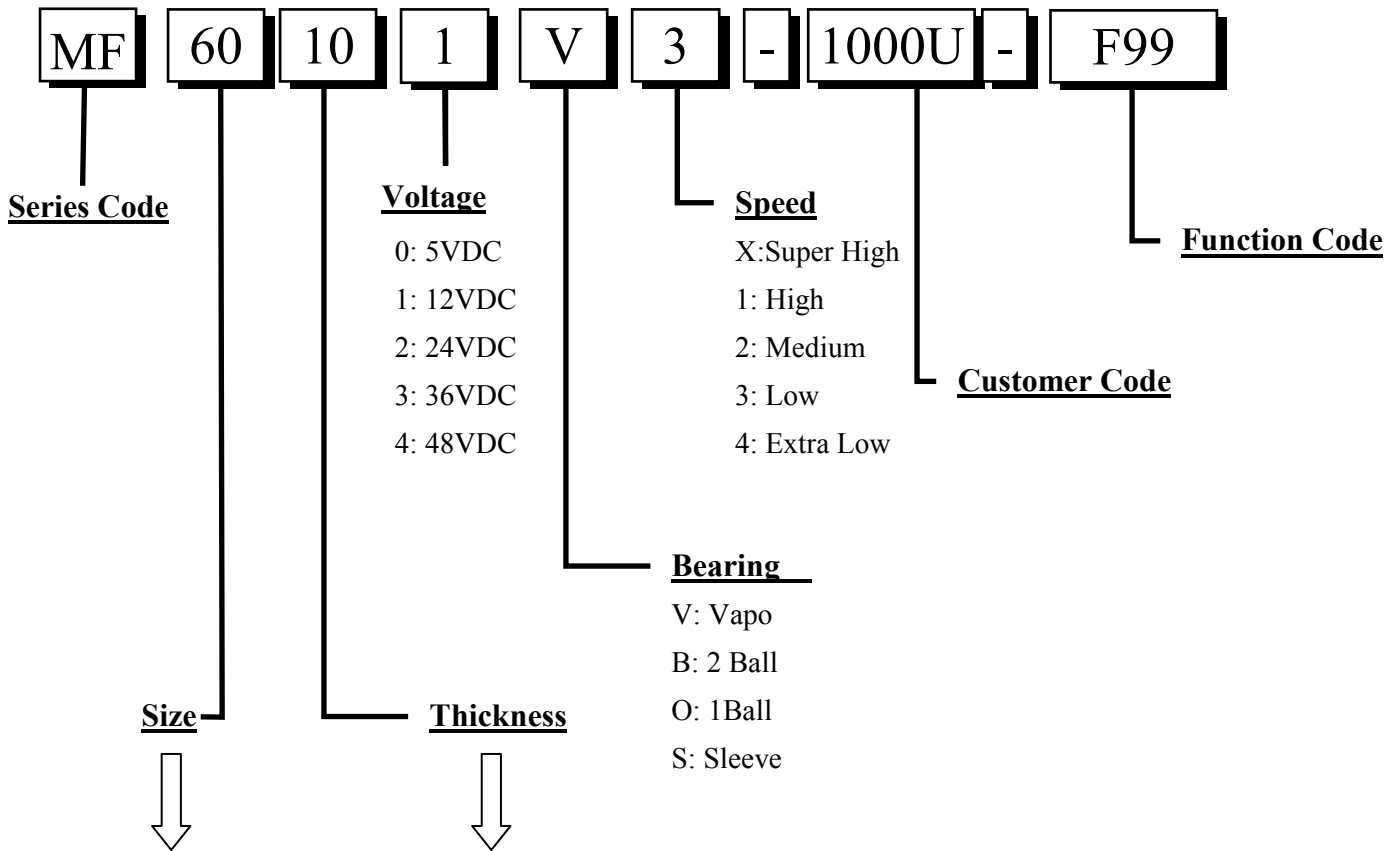 MF 60 10 1 V 3 - 1000U - F99
Series Code
Voltage
0: 5VDC
1: 12VDC
2: 24VDC
3: 36VDC
4: 48VDC
Speed
X:Super High
1: High
2: Medium
3: Low
4: Extra Low
Function Code
Customer Code
Bearing
V: Vapo
B: 2 Ball
O: 1Ball
S: Sleeve
Size
Thickness